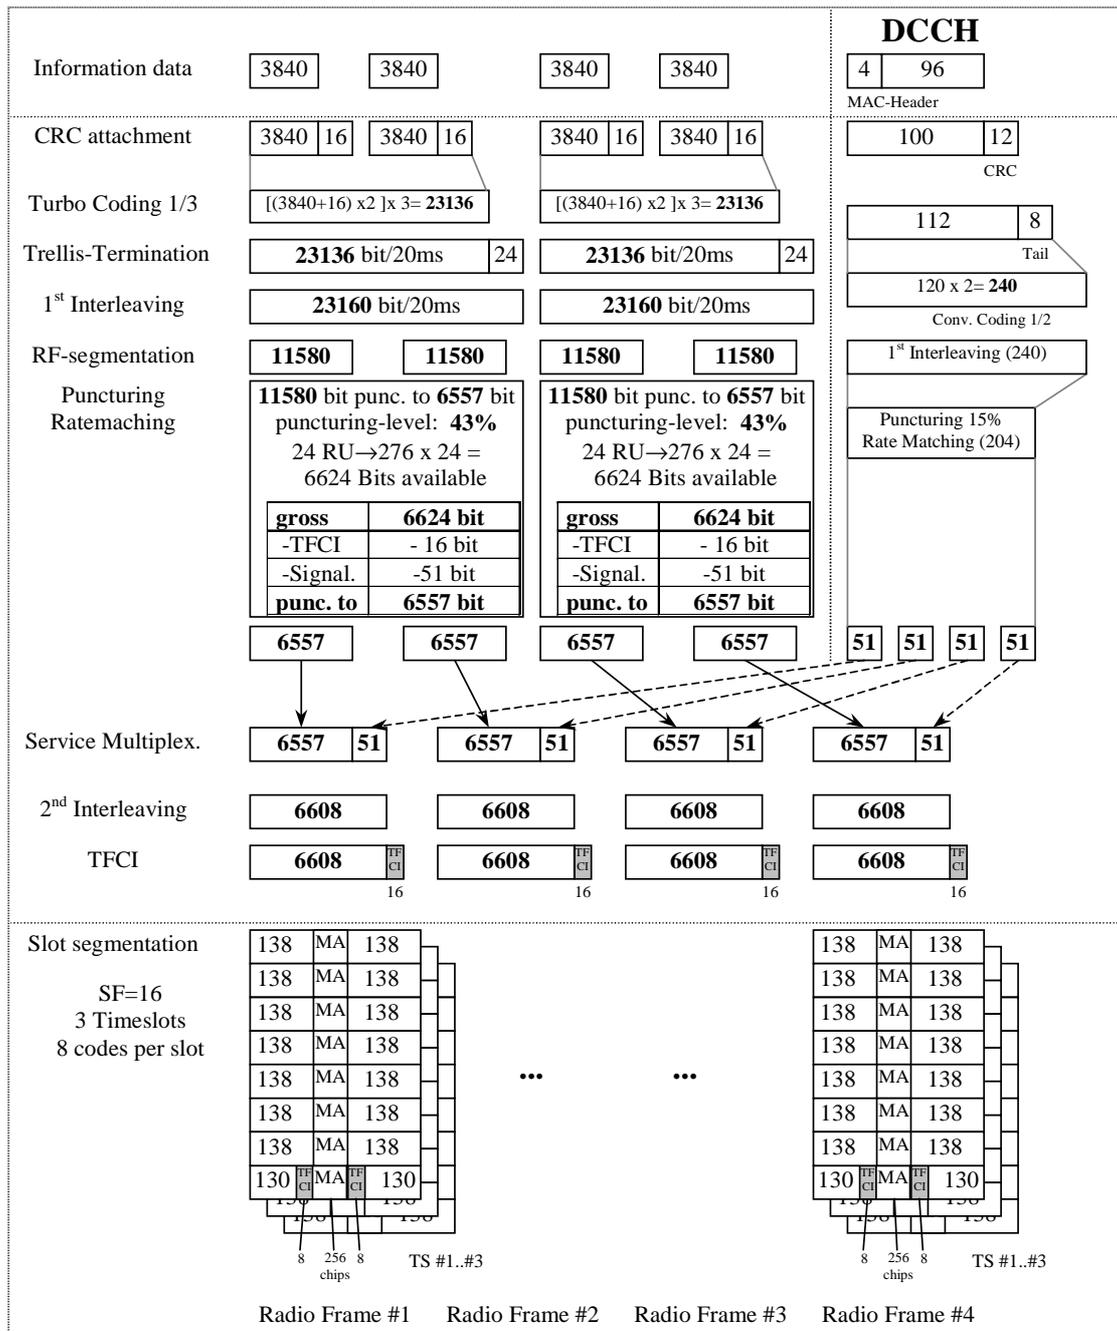 DCCH
Information data 3840 3840 3840 3840 4 96
MAC-Header
CRC attachment 3840 16 3840 16 3840 16 3840 16 100 12
CRC
Turbo Coding 1/3 [(3840+16) x2 ]x 3= 23136 [(3840+16) x2 ]x 3= 23136
112 8
Tail
Trellis-Termination 23136 bit/20ms 24 23136 bit/20ms 24
120 x 2= 240
Conv. Coding 1/2
1st Interleaving 23160 bit/20ms 23160 bit/20ms
RF-segmentation 11580 11580 11580 11580 1st Interleaving (240)
Puncturing
Ratemaching
11580 bit punc. to 6557 bit
puncturing-level: 43%
24 RU→276 x 24 =
6624 Bits available
gross 6624 bit
-TFCI - 16 bit
-Signal. -51 bit
punc. to 6557 bit
11580 bit punc. to 6557 bit
puncturing-level: 43%
24 RU→276 x 24 =
6624 Bits available
gross 6624 bit
-TFCI - 16 bit
-Signal. -51 bit
punc. to 6557 bit
Puncturing 15%
Rate Matching (204)
6557 6557 6557 6557 51 51 51 51
Service Multiplex. 6557 51 6557 51 6557 51 6557 51
2nd Interleaving 6608 6608 6608 6608
TFCI 6608 TF CI 6608 TF CI 6608 TF CI 6608 TF CI
16 16 16 16
Slot segmentation
SF=16
3 Timeslots
8 codes per slot
138 MA 138 138 MA 138
138 MA 138 138 MA 138
138 MA 138 138 MA 138
138 MA 138 138 MA 138
138 MA 138 ... ... 138 MA 138
138 MA 138 138 MA 138
138 MA 138 138 MA 138
130 TF CI MA TF CI 130 130 TF CI MA TF CI 130
8 256 chips 8 TS #1..#3 8 256 chips 8 TS #1..#3
Radio Frame #1 Radio Frame #2 Radio Frame #3 Radio Frame #4